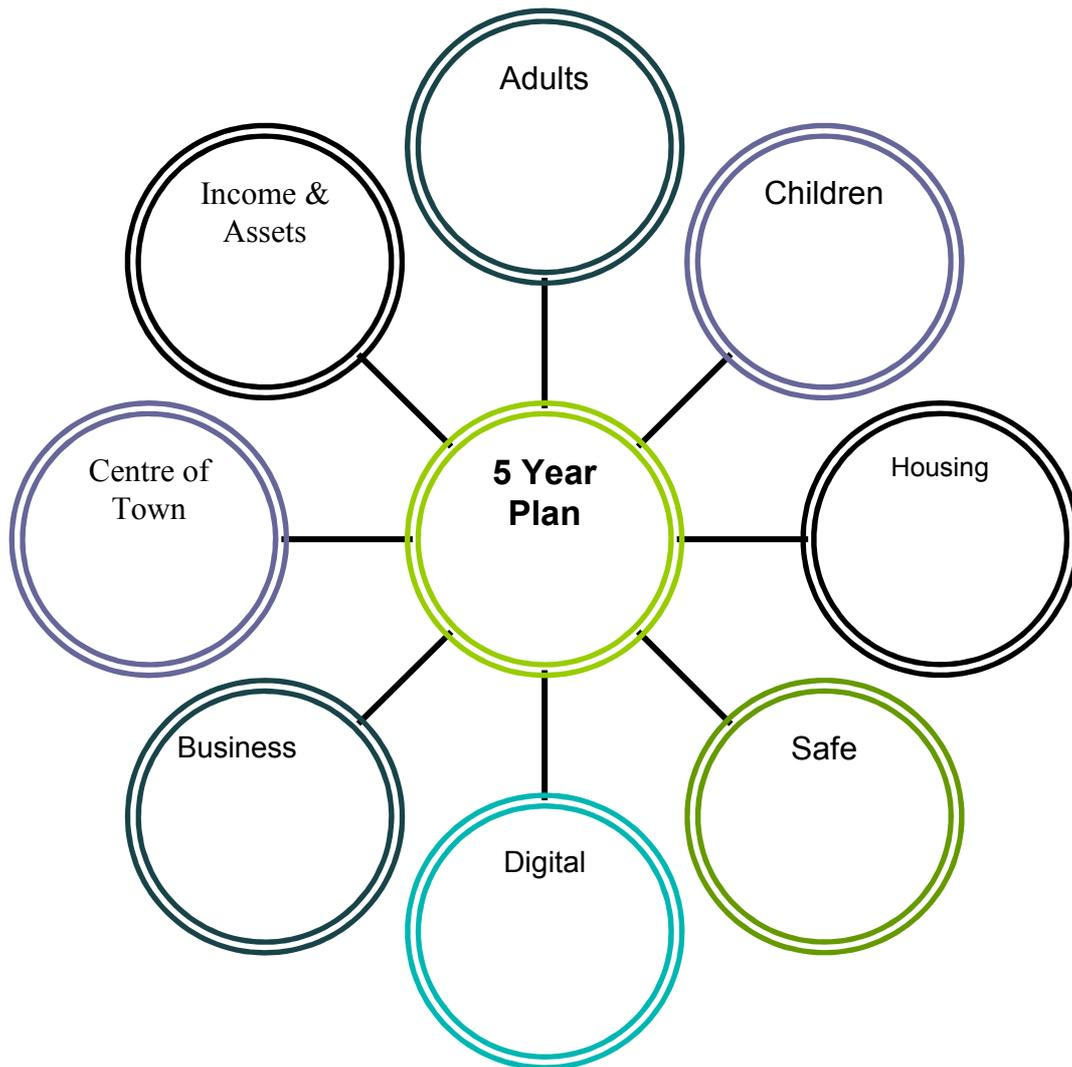 Adults
Children
Income &
Assets
Housing
Centre of
Town
5 Year
Plan
Safe
Business
Digital